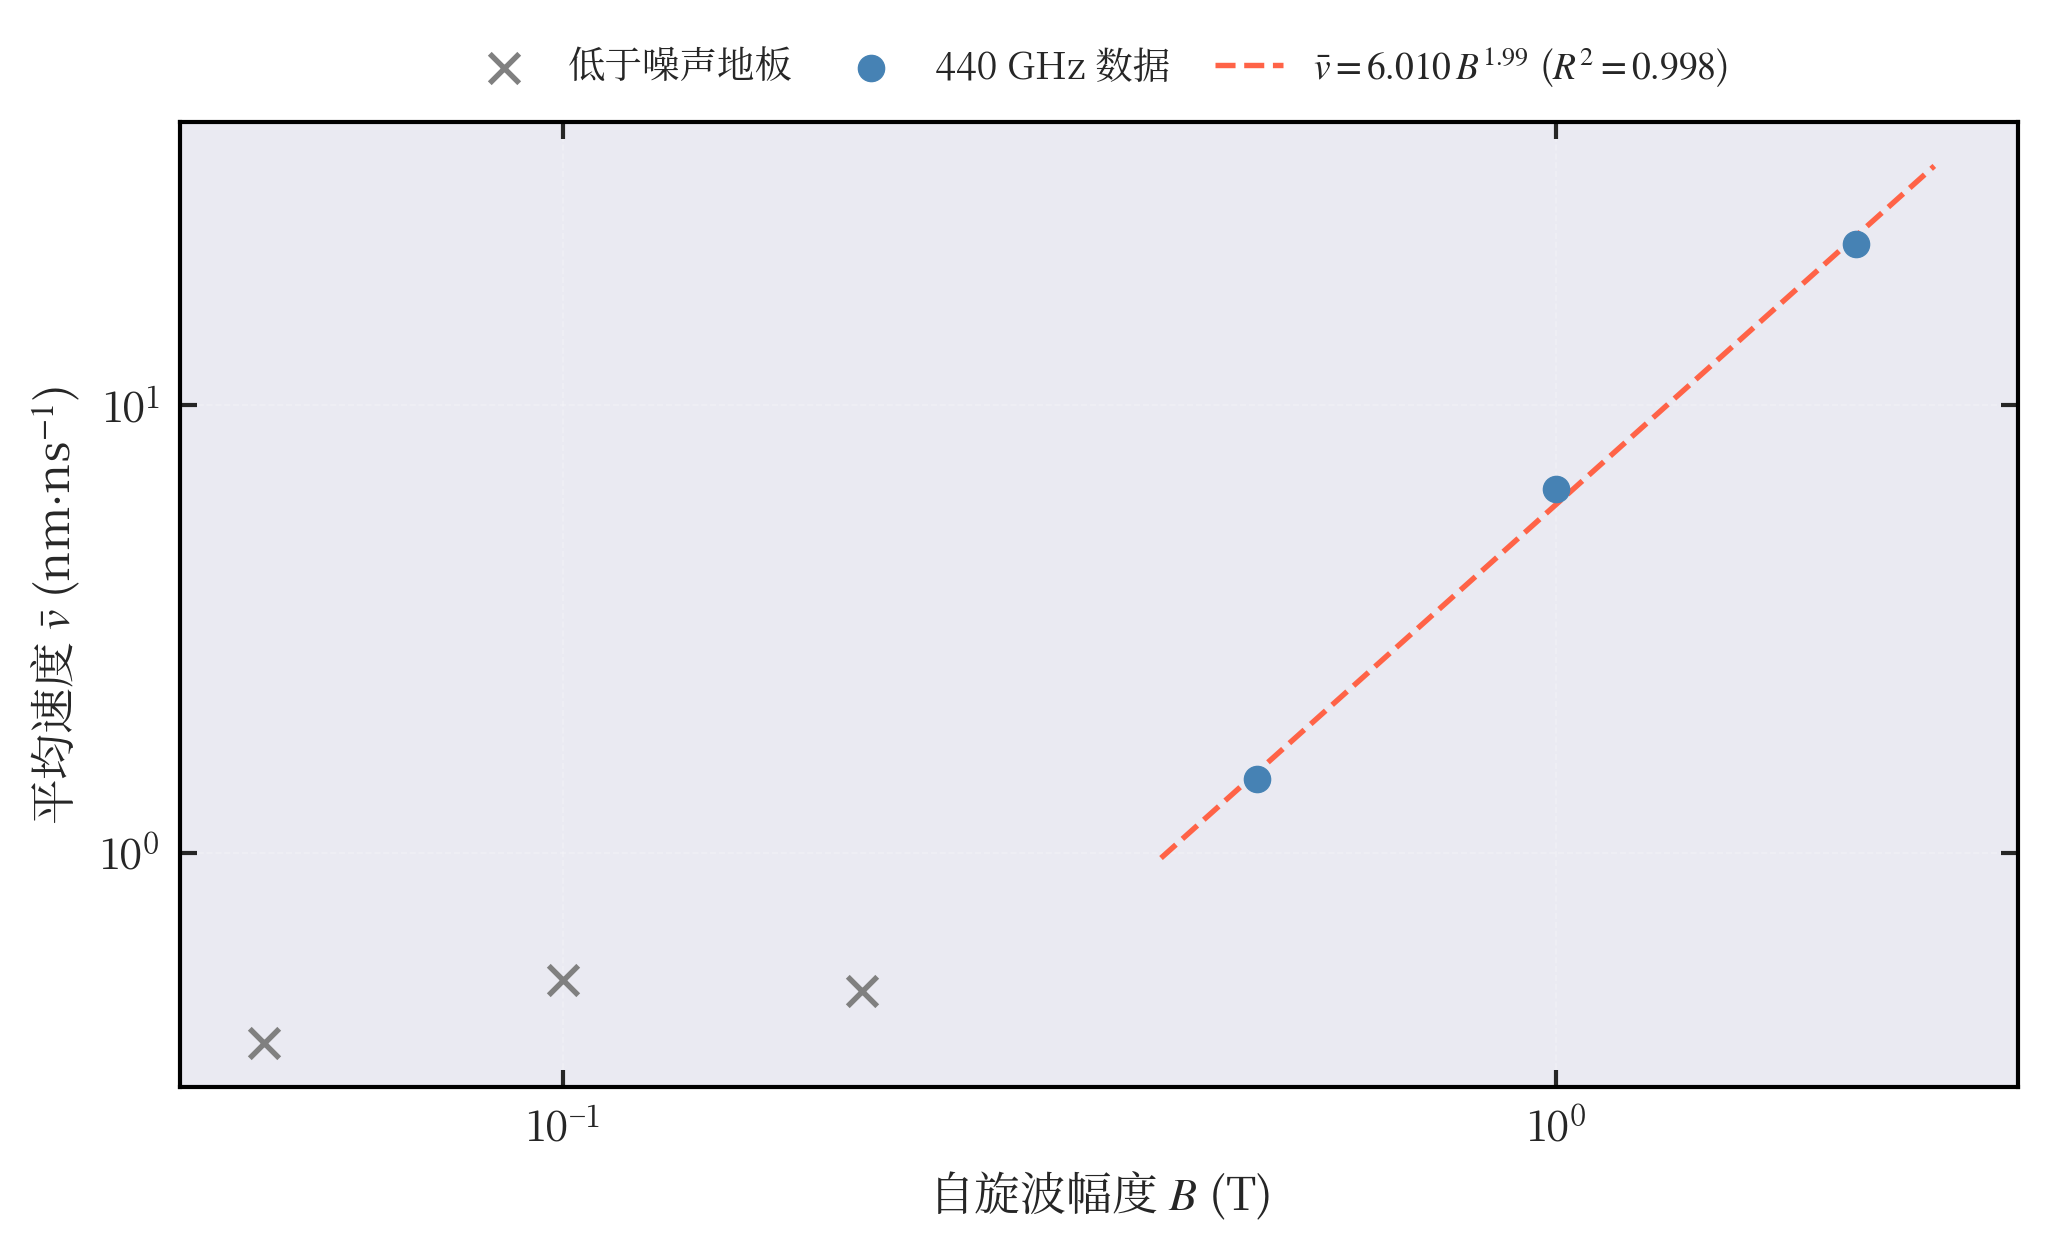 低于噪声地板
440 GHz 数据
v̄ = 6.010 B^1.99 (R^2 = 0.998)
平均速度 v̄ (nm·ns^−1)
10^1
10^0
10^−1
10^0
自旋波幅度 B (T)